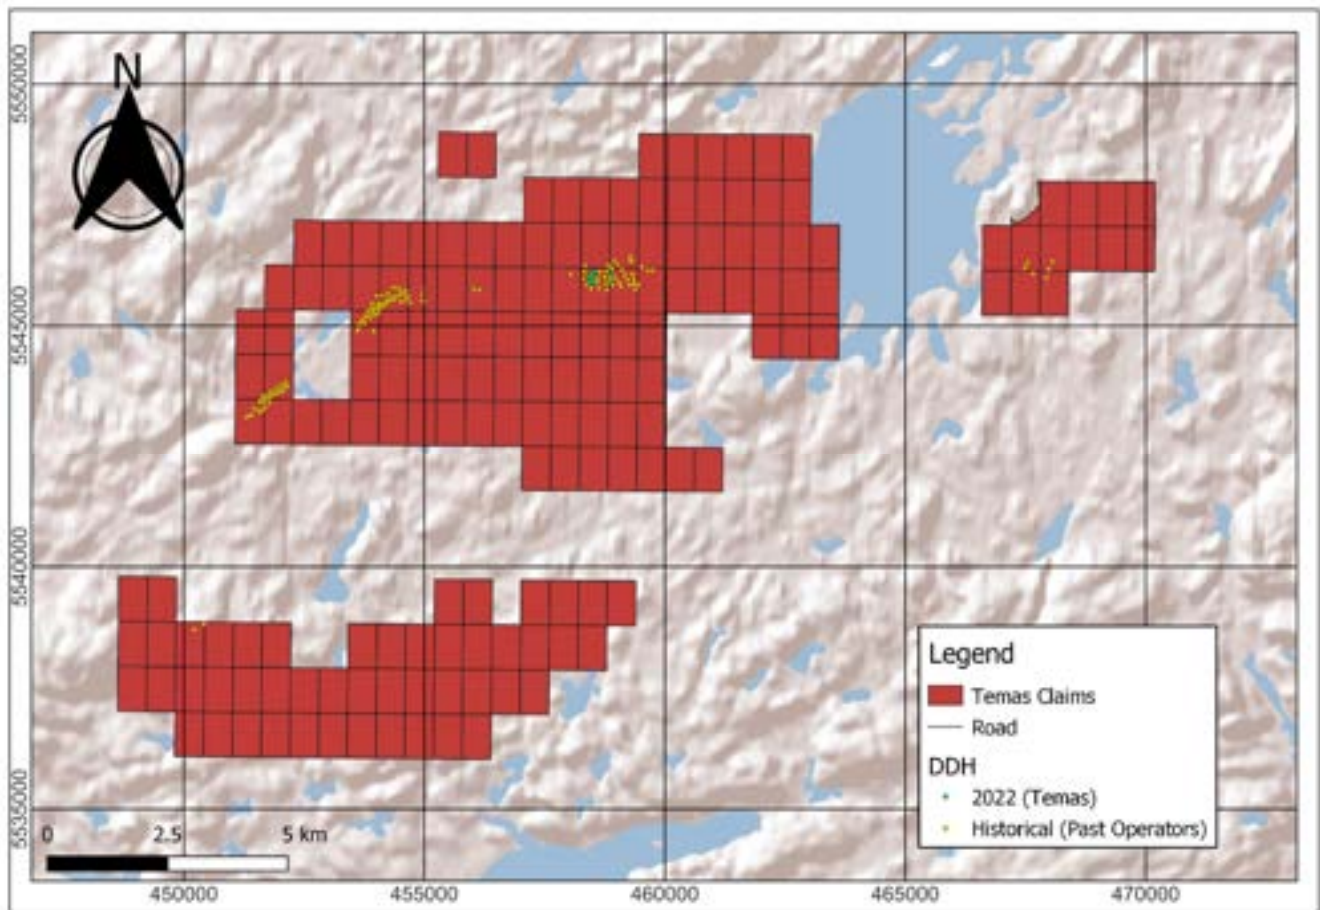 N
5550000
5545000
5540000
5535000
Legend
Temas Claims
Road
DDH
2022 (Temas)
Historical (Past Operators)
0 2.5 5 km
450000 455000 460000 465000 470000